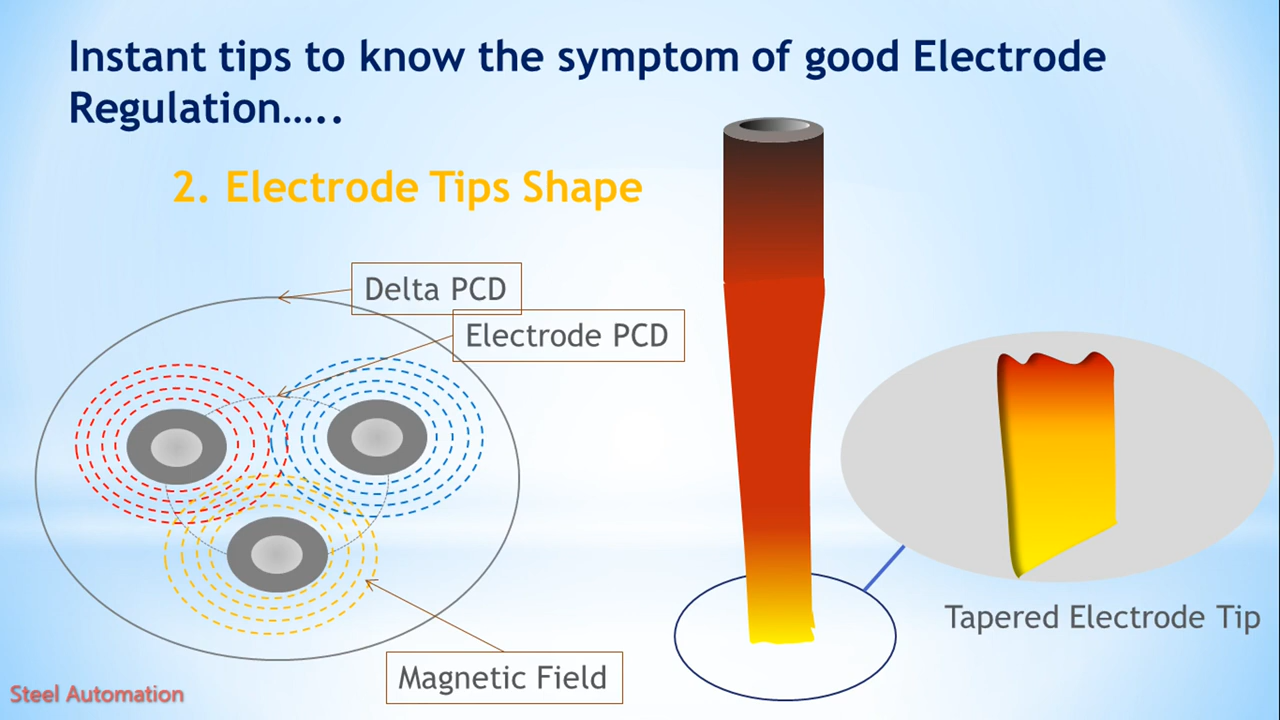 Instant tips to know the symptom of good Electrode
Regulation.....
2. Electrode Tips Shape
Delta PCD
Electrode PCD
Tapered Electrode Tip
Magnetic Field
Steel Automation